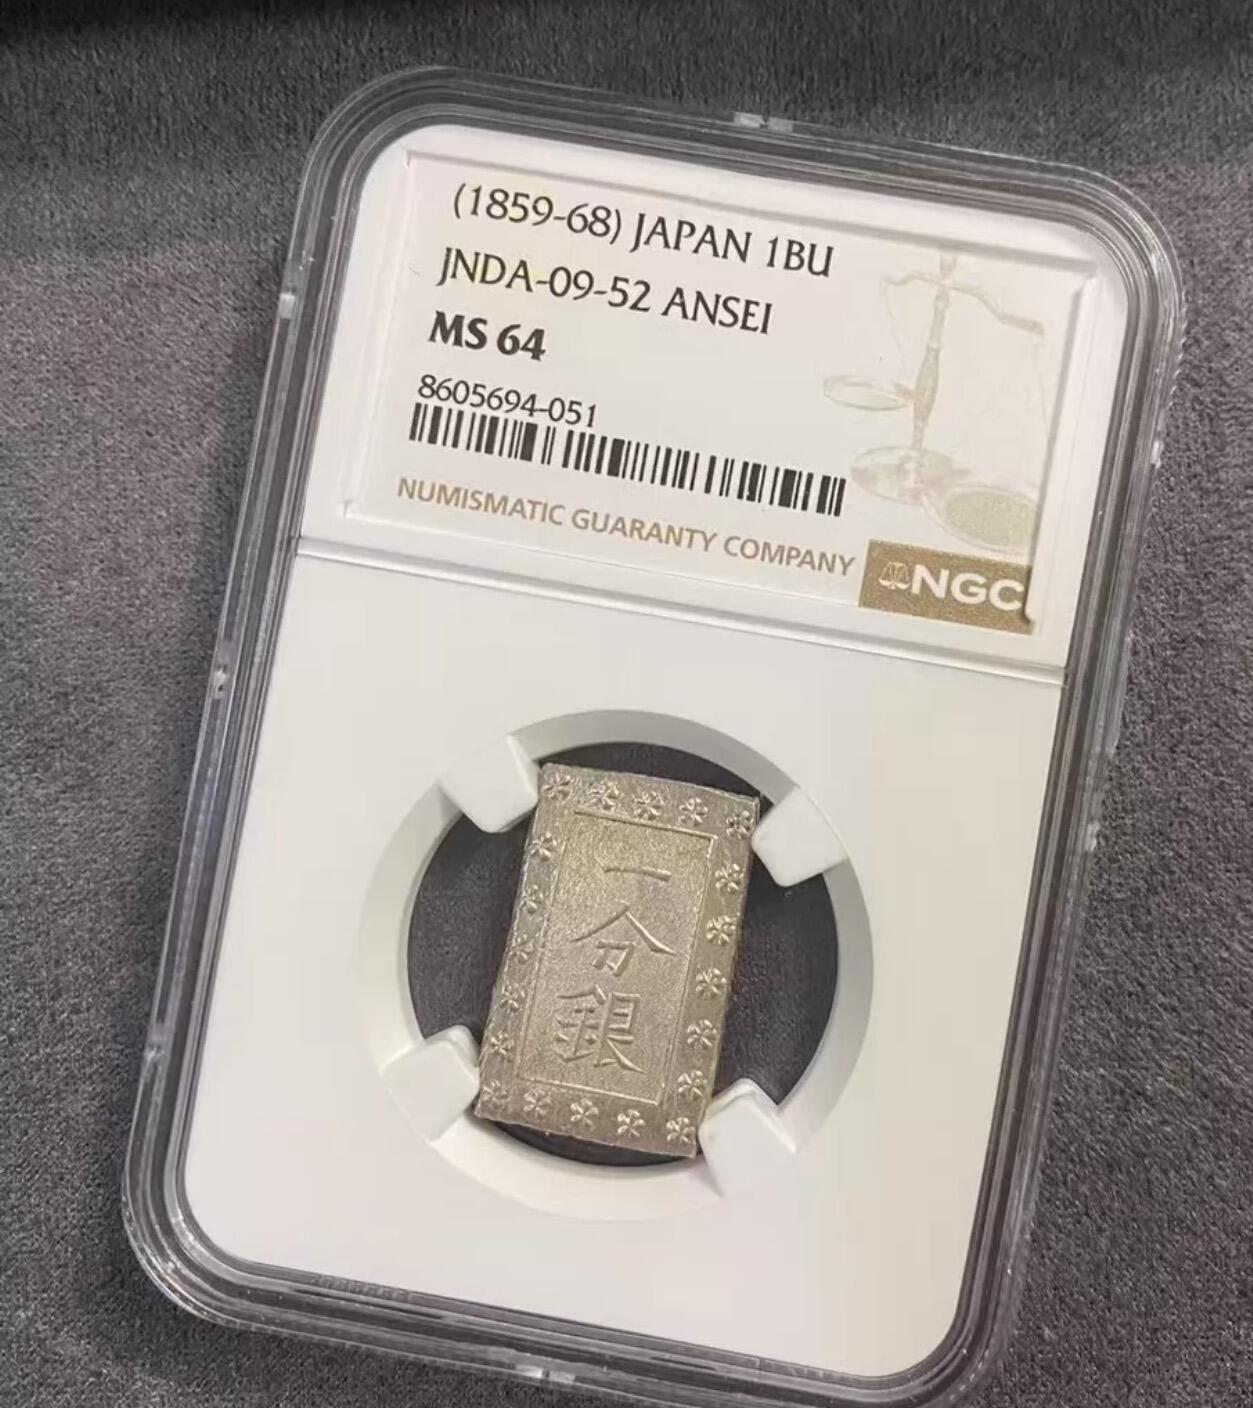 (1859-68) JAPAN 1BU
JNDA-09-52 ANSEI
MS 64
8605694-051
NUMISMATIC GUARANTY COMPANY
NGC
一
分
銀